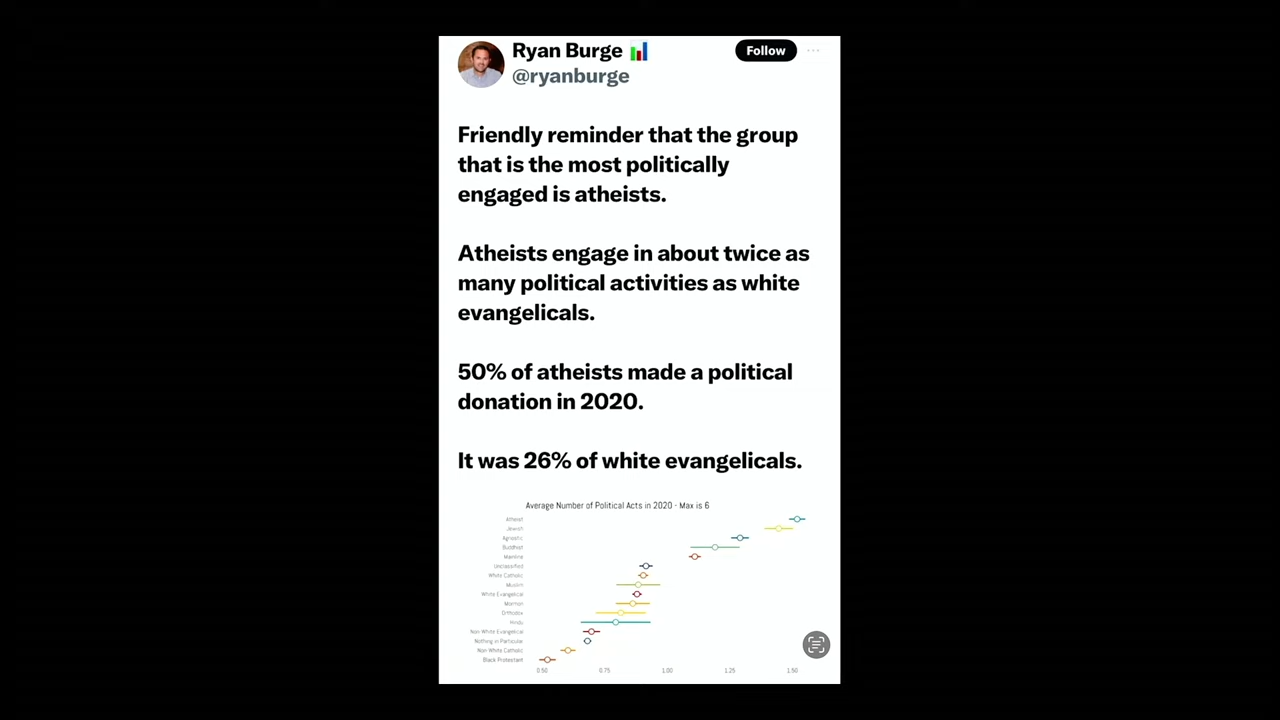 Ryan Burge
Follow
@ryanburge
Friendly reminder that the group
that is the most politically
engaged is atheists.
Atheists engage in about twice as
many political activities as white
evangelicals.
50% of atheists made a political
donation in 2020.
It was 26% of white evangelicals.
Average Number of Political Acts in 2020 - Max is 6
Atheist
Jewish
Agnostic
Buddhist
Mainline
Unclassified
White Catholic
Muslim
White Evangelical
Mormon
Orthodox
Hindu
Non-White Evangelical
Nothing in Particular
Non-White Catholic
Black Protestant
0.50 0.75 1.00 1.25 1.50